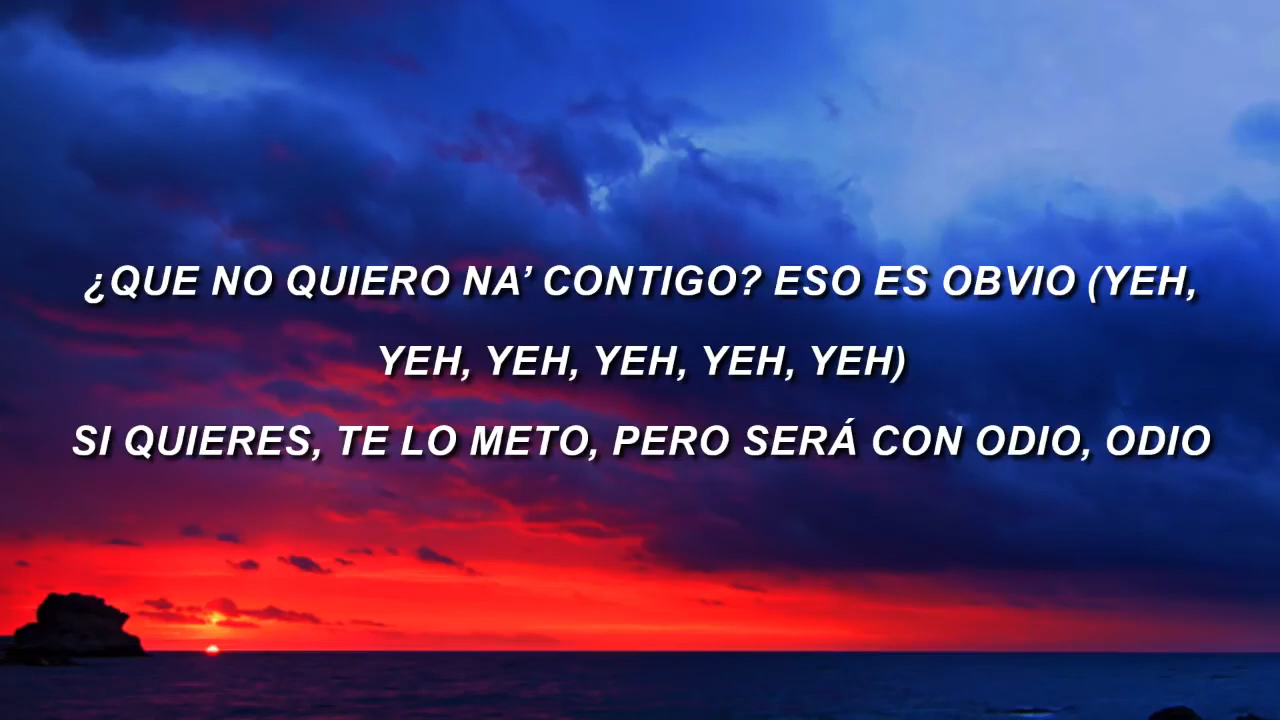 ¿QUE NO QUIERO NA’ CONTIGO? ESO ES OBVIO (YEH,
YEH, YEH, YEH, YEH, YEH)
SI QUIERES, TE LO METO, PERO SERÁ CON ODIO, ODIO